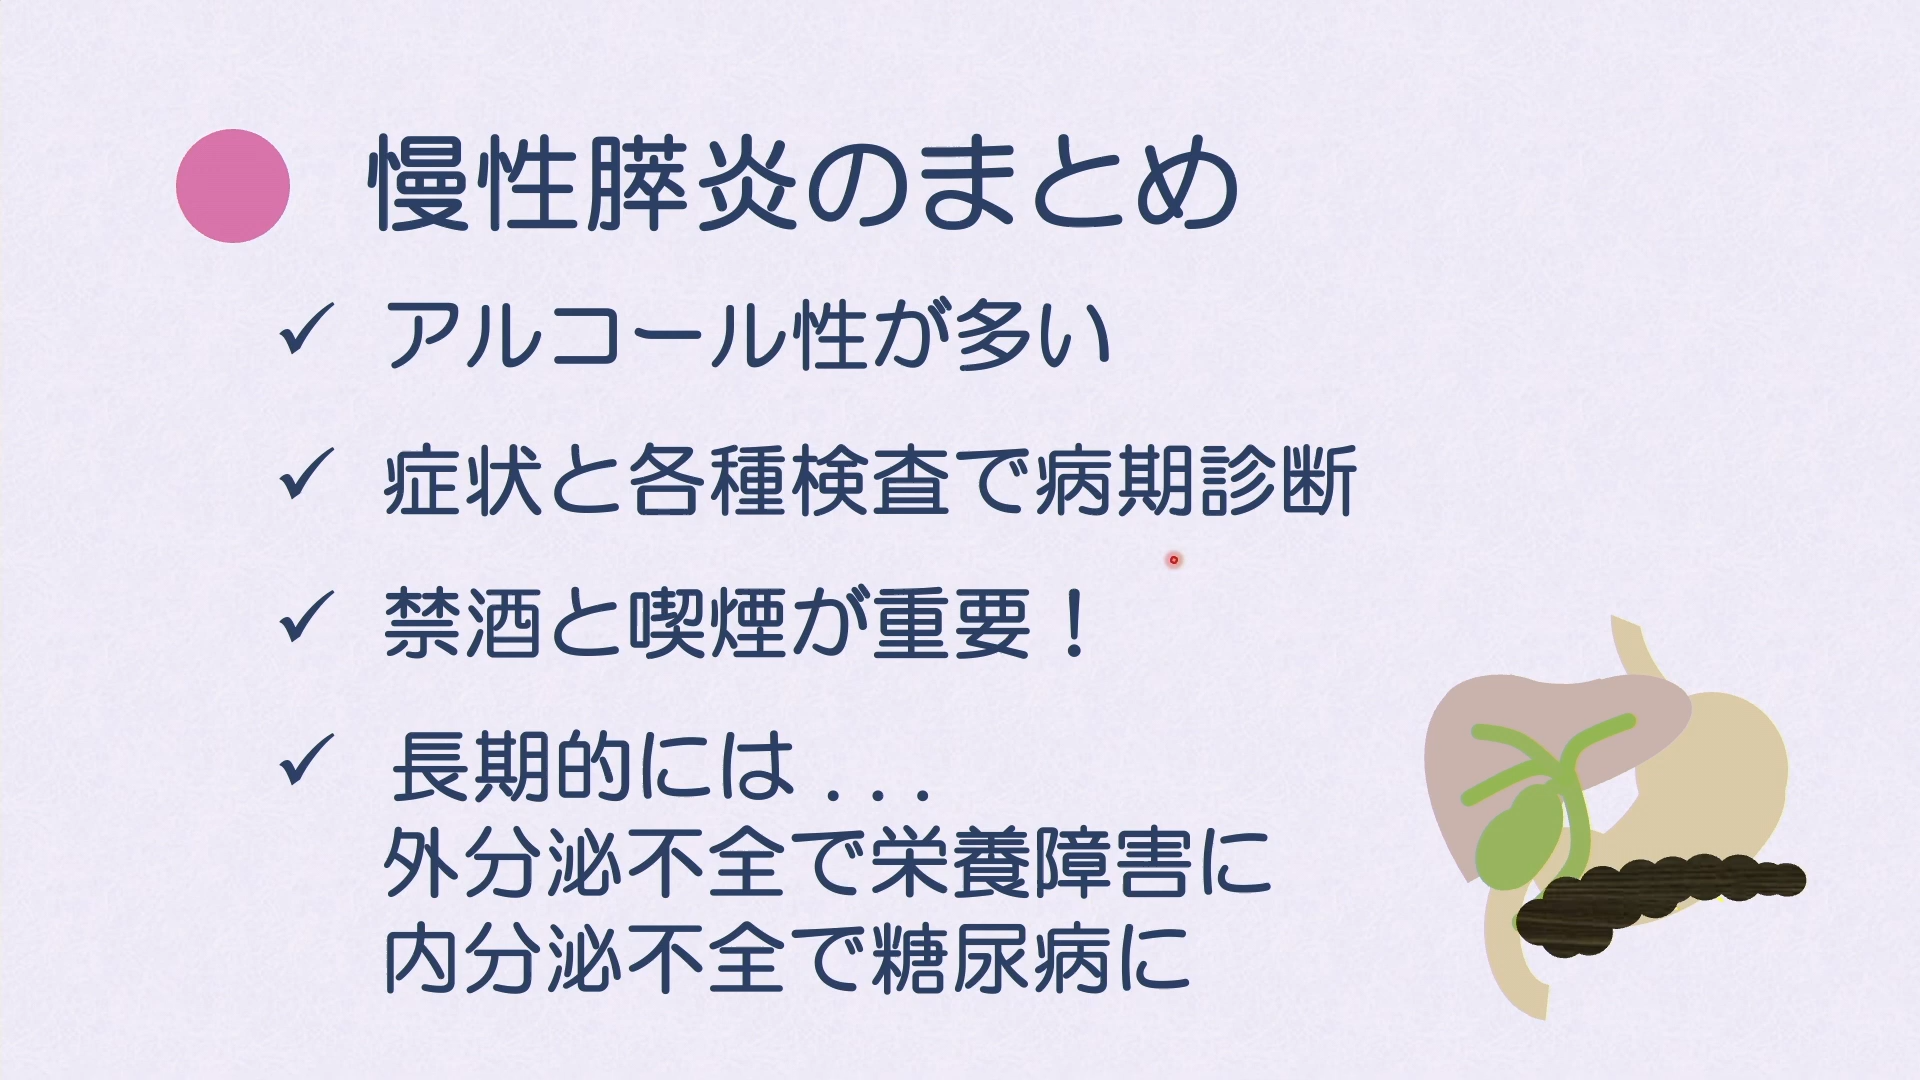 慢性膵炎のまとめ
✓ アルコール性が多い
✓ 症状と各種検査で病期診断
✓ 禁酒と喫煙が重要！
✓ 長期的には...
外分泌不全で栄養障害に
内分泌不全で糖尿病に